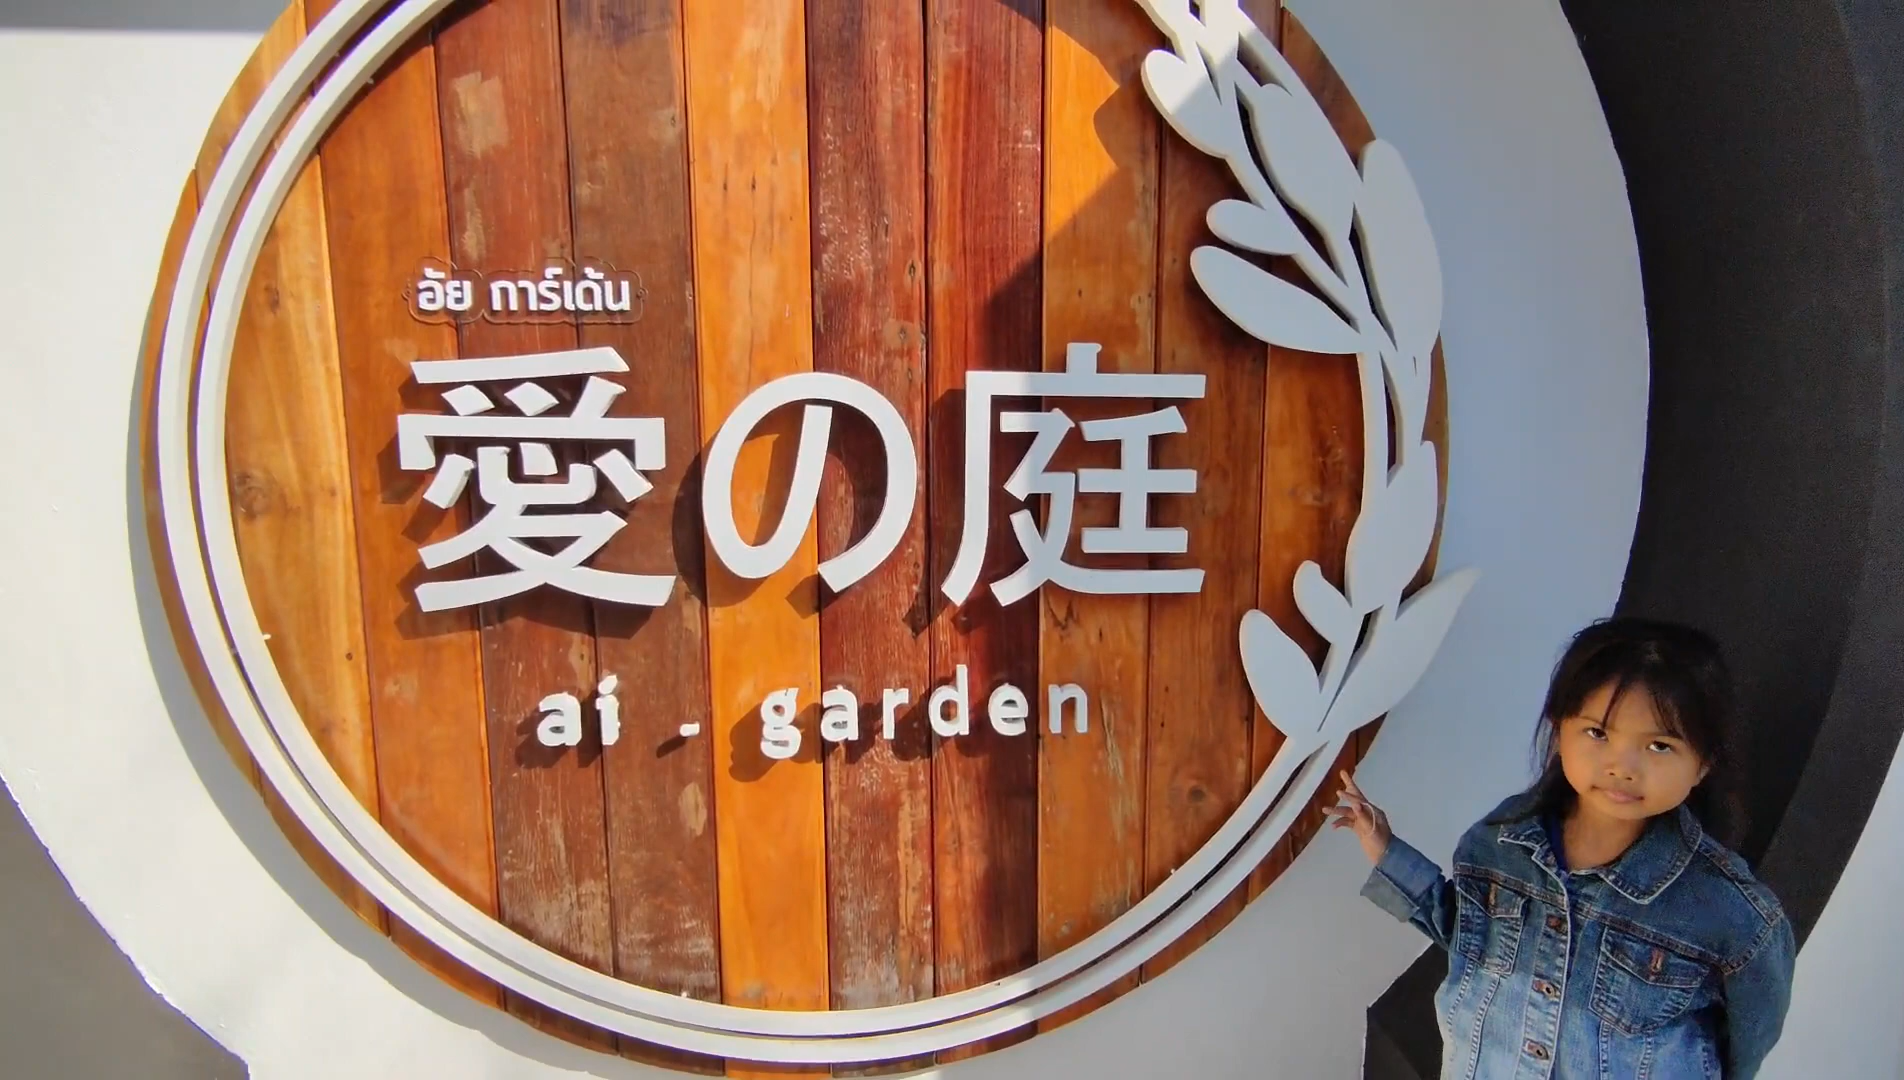 อัย การ์เด้น
愛の庭
ai - garden